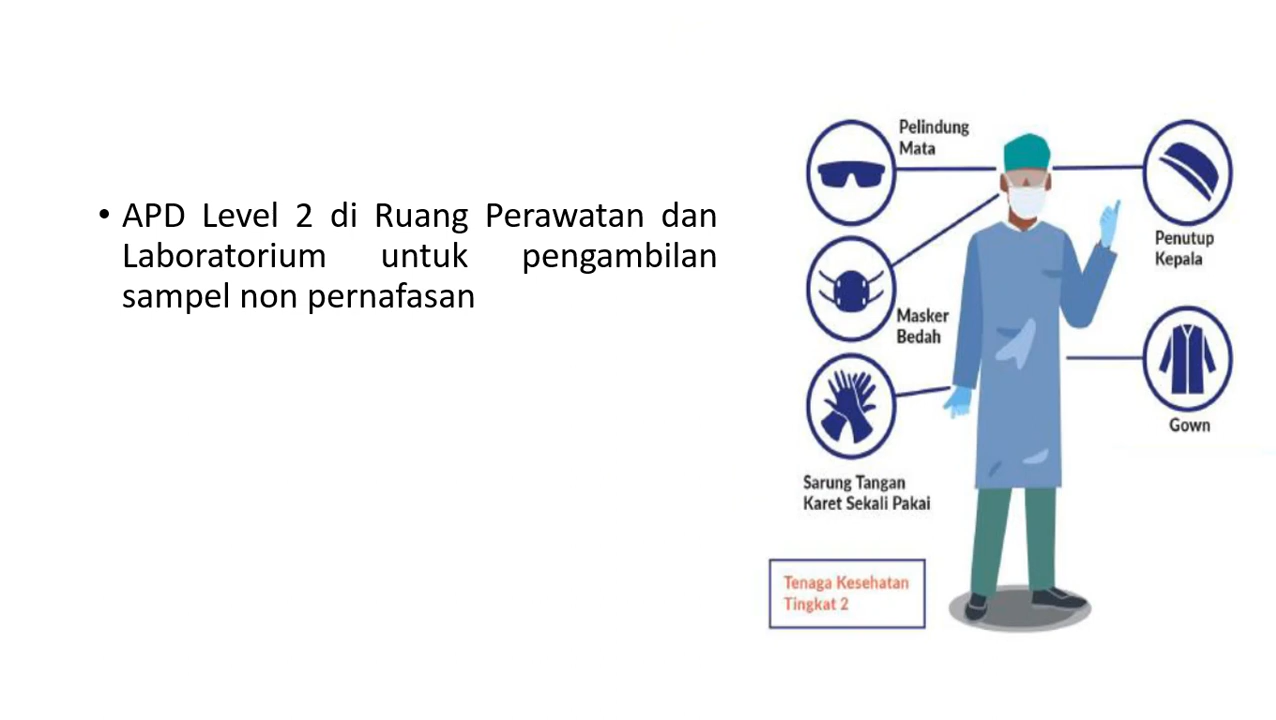 • APD Level 2 di Ruang Perawatan dan
Laboratorium untuk pengambilan
sampel non pernafasan
Pelindung
Mata
Penutup
Kepala
Masker
Bedah
Gown
Sarung Tangan
Karet Sekali Pakai
Tenaga Kesehatan
Tingkat 2